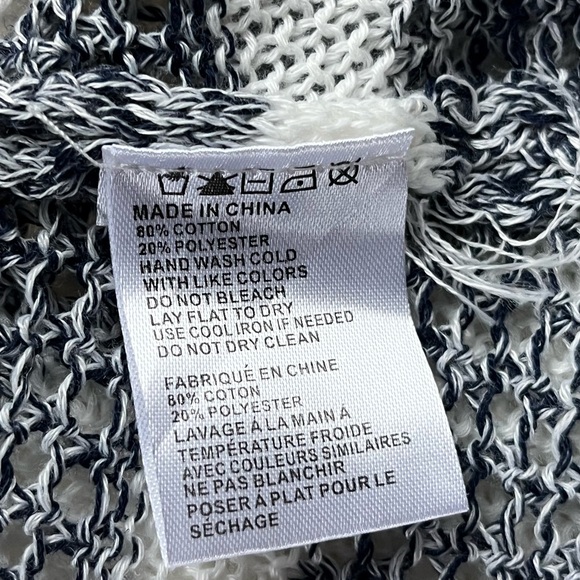 MADE IN CHINA
80% COTTON
20% POLYESTER
HAND WASH COLD
WITH LIKE COLORS
DO NOT BLEACH
LAY FLAT TO DRY
USE COOL IRON IF NEEDED
DO NOT DRY CLEAN
FABRIQUÉ EN CHINE
80% COTON
20% POLYESTER
LAVAGE À LA MAIN À
TEMPÉRATURE FROIDE
AVEC COULEURS SIMILAIRES
NE PAS BLANCHIR
POSER À PLAT POUR LE
SÉCHAGE